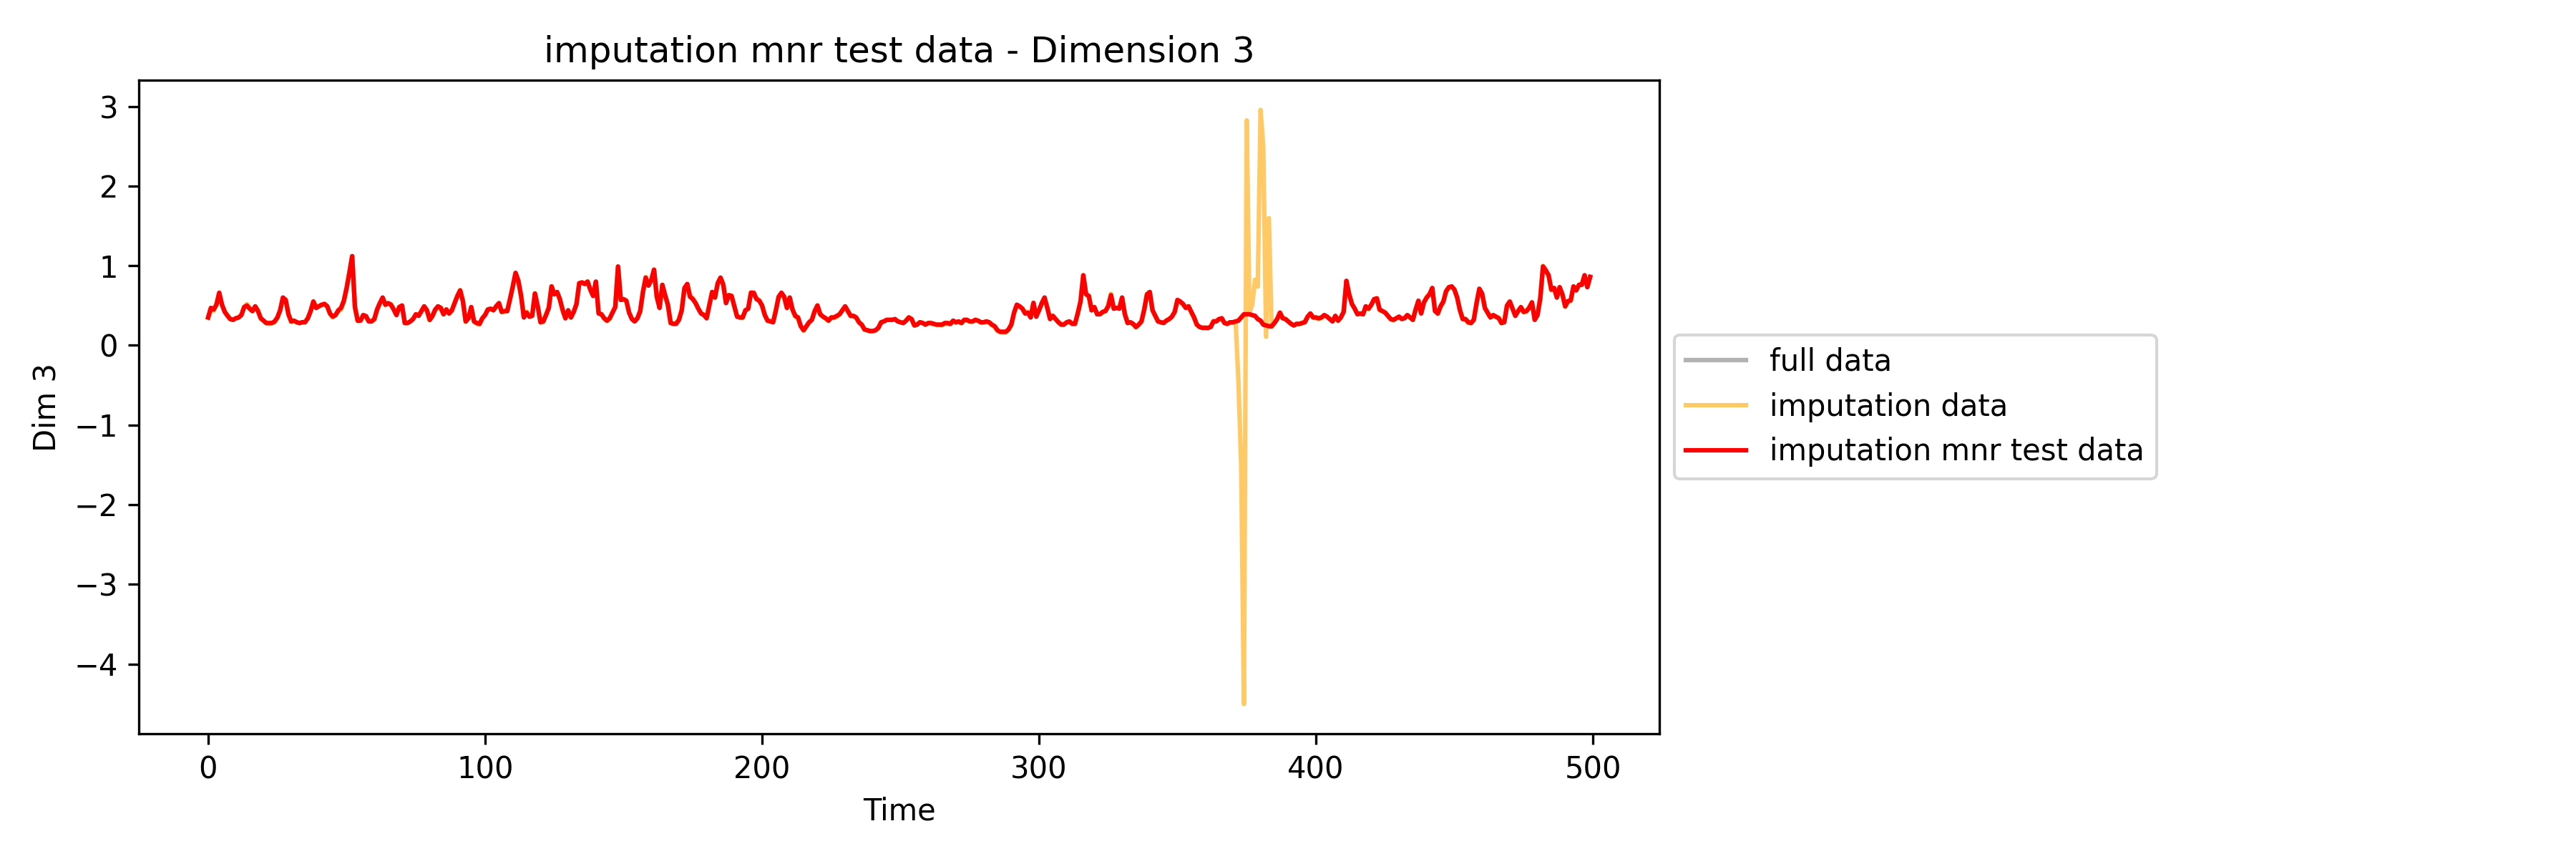 imputation mnr test data - Dimension 3
3
2
1
0
−1
−2
−3
−4
Dim 3
0 100 200 300 400 500
Time
full data
imputation data
imputation mnr test data